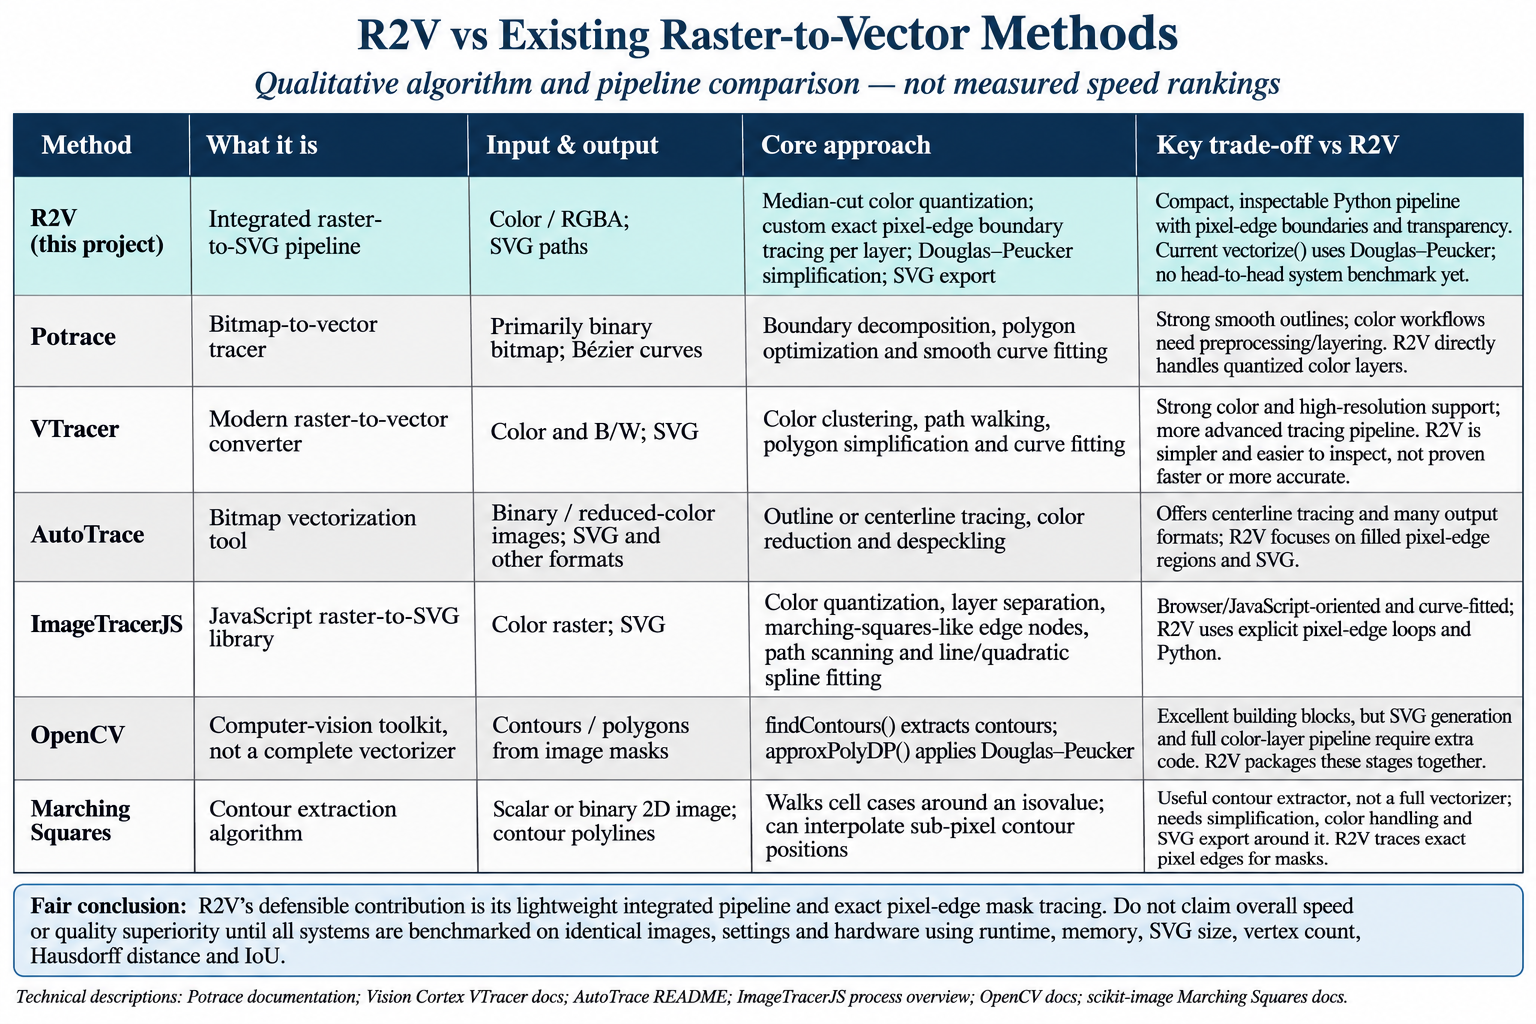 R2V vs Existing Raster-to-Vector Methods
Qualitative algorithm and pipeline comparison — not measured speed rankings
Method
What it is
Input & output
Core approach
Key trade-off vs R2V
R2V
(this project)
Integrated raster-
to-SVG pipeline
Color / RGBA;
SVG paths
Median-cut color quantization;
custom exact pixel-edge boundary
tracing per layer; Douglas–Peucker
simplification; SVG export
Compact, inspectable Python pipeline
with pixel-edge boundaries and transparency.
Current vectorize() uses Douglas–Peucker;
no head-to-head system benchmark yet.
Potrace
Bitmap-to-vector
tracer
Primarily binary
bitmap; Bézier curves
Boundary decomposition, polygon
optimization and smooth curve fitting
Strong smooth outlines; color workflows
need preprocessing/layering. R2V directly
handles quantized color layers.
VTracer
Modern raster-to-vector
converter
Color and B/W; SVG
Color clustering, path walking,
polygon simplification and curve fitting
Strong color and high-resolution support;
more advanced tracing pipeline. R2V is
simpler and easier to inspect, not proven
faster or more accurate.
AutoTrace
Bitmap vectorization
tool
Binary / reduced-color
images; SVG and
other formats
Outline or centerline tracing, color
reduction and despeckling
Offers centerline tracing and many output
formats; R2V focuses on filled pixel-edge
regions and SVG.
ImageTracerJS
JavaScript raster-to-SVG
library
Color raster; SVG
Color quantization, layer separation,
marching-squares-like edge nodes,
path scanning and line/quadratic
spline fitting
Browser/JavaScript-oriented and curve-fitted;
R2V uses explicit pixel-edge loops and
Python.
OpenCV
Computer-vision toolkit,
not a complete vectorizer
Contours / polygons
from image masks
findContours() extracts contours;
approxPolyDP() applies Douglas–Peucker
Excellent building blocks, but SVG generation
and full color-layer pipeline require extra
code. R2V packages these stages together.
Marching
Squares
Contour extraction
algorithm
Scalar or binary 2D image;
contour polylines
Walks cell cases around an isovalue;
can interpolate sub-pixel contour
positions
Useful contour extractor, not a full vectorizer;
needs simplification, color handling and
SVG export around it. R2V traces exact
pixel edges for masks.
Fair conclusion: R2V's defensible contribution is its lightweight integrated pipeline and exact pixel-edge mask tracing. Do not claim overall speed
or quality superiority until all systems are benchmarked on identical images, settings and hardware using runtime, memory, SVG size, vertex count,
Hausdorff distance and IoU.
Technical descriptions: Potrace documentation; Vision Cortex VTracer docs; AutoTrace README; ImageTracerJS process overview; OpenCV docs; scikit-image Marching Squares docs.